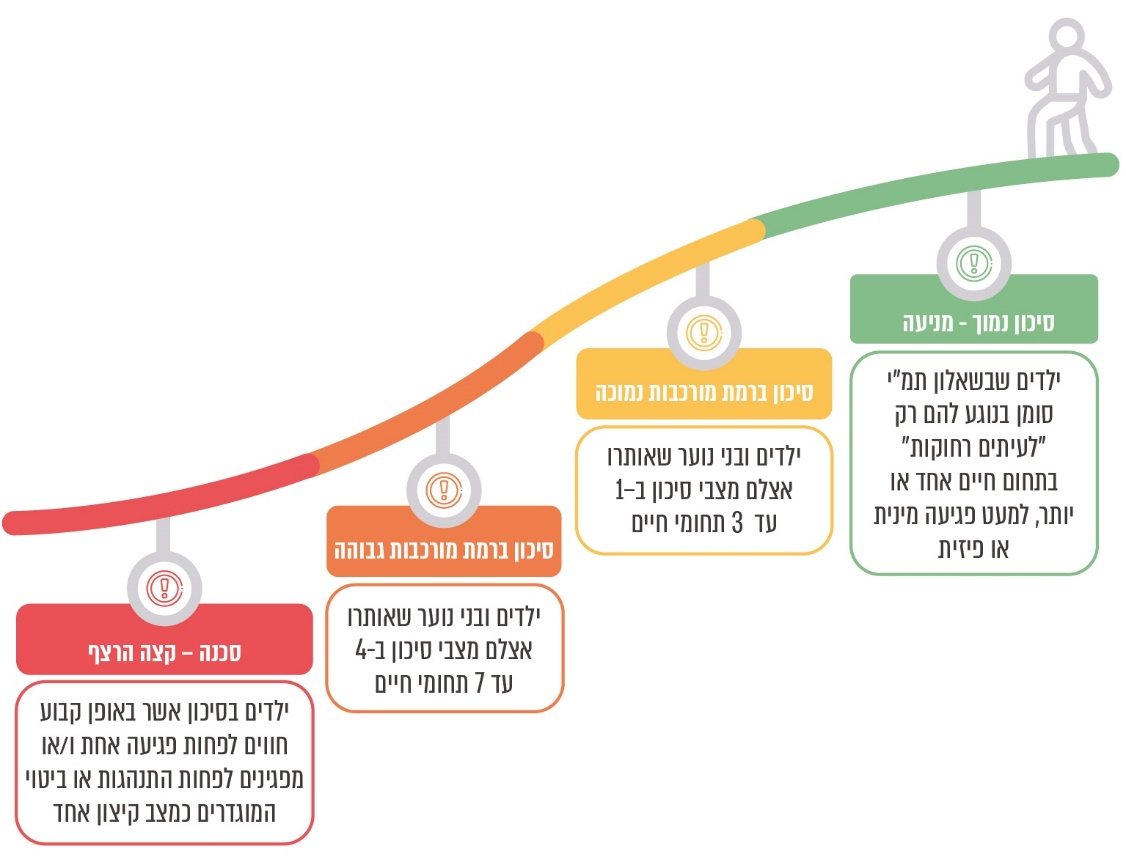 סיכון נמוך - מניעה
ילדים שבשאלון תמ"י
סומן בנוגע להם רק
"לעיתים רחוקות"
בתחום חיים אחד או
יותר, למעט פגיעה מינית
או פיזית
סיכון ברמת מורכבות נמוכה
ילדים ובני נוער שאותרו
אצלם מצבי סיכון ב-1
עד 3 תחומי חיים
סיכון ברמת מורכבות גבוהה
ילדים ובני נוער שאותרו
אצלם מצבי סיכון ב-4
עד 7 תחומי חיים
סכנה – קצה הרצף
ילדים בסיכון אשר באופן קבוע
חווים לפחות פגיעה אחת ו/או
מפגינים לפחות התנהגות או ביטוי
המוגדרים כמצב קיצון אחד